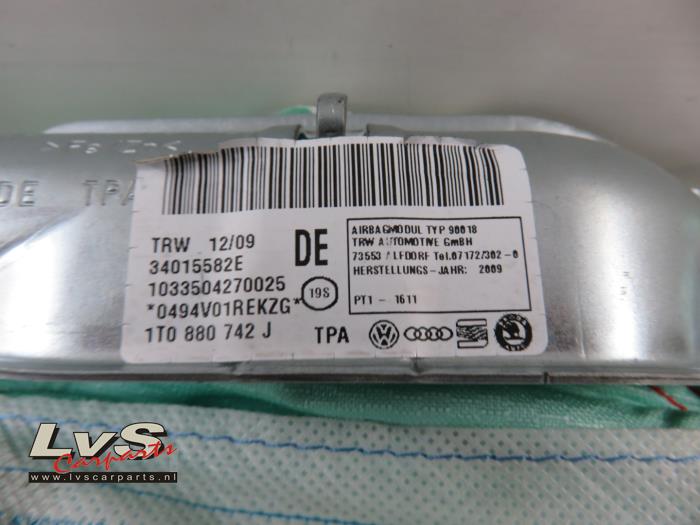 DE TPA
TRW 12/09
34015582E
1033504270025
*0494V01REKZG*
1T0 880 742 J
DE
19S
TPA
AIRBAGMODUL TYP 90018
TRW AUTOMOTIVE GmBH
73553 ALFDORF Tel.07172/302-0
HERSTELLUNGS-JAHR: 2009
PT1 - 1611
LvS
Carparts
www.lvscarparts.nl